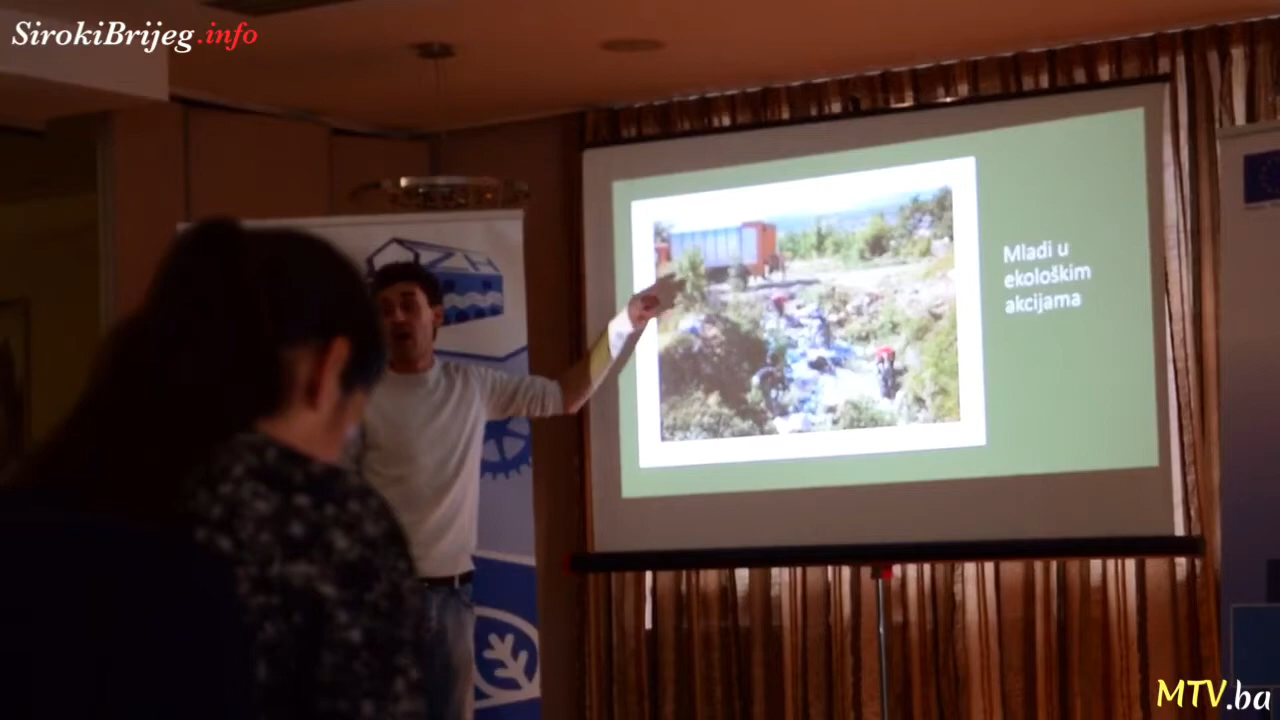 SirokiBrijeg.info
Mladi u
ekološkim
akcijama
MTV.ba